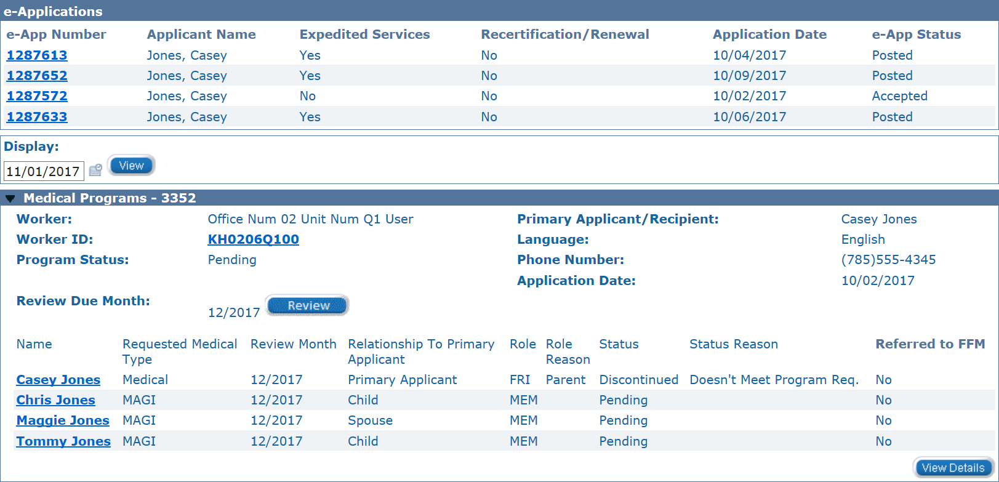 e-Applications
e-App Number Applicant Name Expedited Services Recertification/Renewal Application Date e-App Status
1287613 Jones, Casey Yes No 10/04/2017 Posted
1287652 Jones, Casey Yes No 10/09/2017 Posted
1287572 Jones, Casey No No 10/02/2017 Accepted
1287633 Jones, Casey Yes No 10/06/2017 Posted
Display:
11/01/2017 View
Medical Programs - 3352
Worker: Office Num 02 Unit Num Q1 User Primary Applicant/Recipient: Casey Jones
Worker ID: KH0206Q100 Language: English
Program Status: Pending Phone Number: (785)555-4345
Application Date: 10/02/2017
Review Due Month: 12/2017 Review
Name Requested Medical Review Month Relationship To Primary Role Role Status Status Reason Referred to FFM
Type Applicant Reason
Casey Jones Medical 12/2017 Primary Applicant FRI Parent Discontinued Doesn't Meet Program Req. No
Chris Jones MAGI 12/2017 Child MEM Pending No
Maggie Jones MAGI 12/2017 Spouse MEM Pending No
Tommy Jones MAGI 12/2017 Child MEM Pending No
View Details